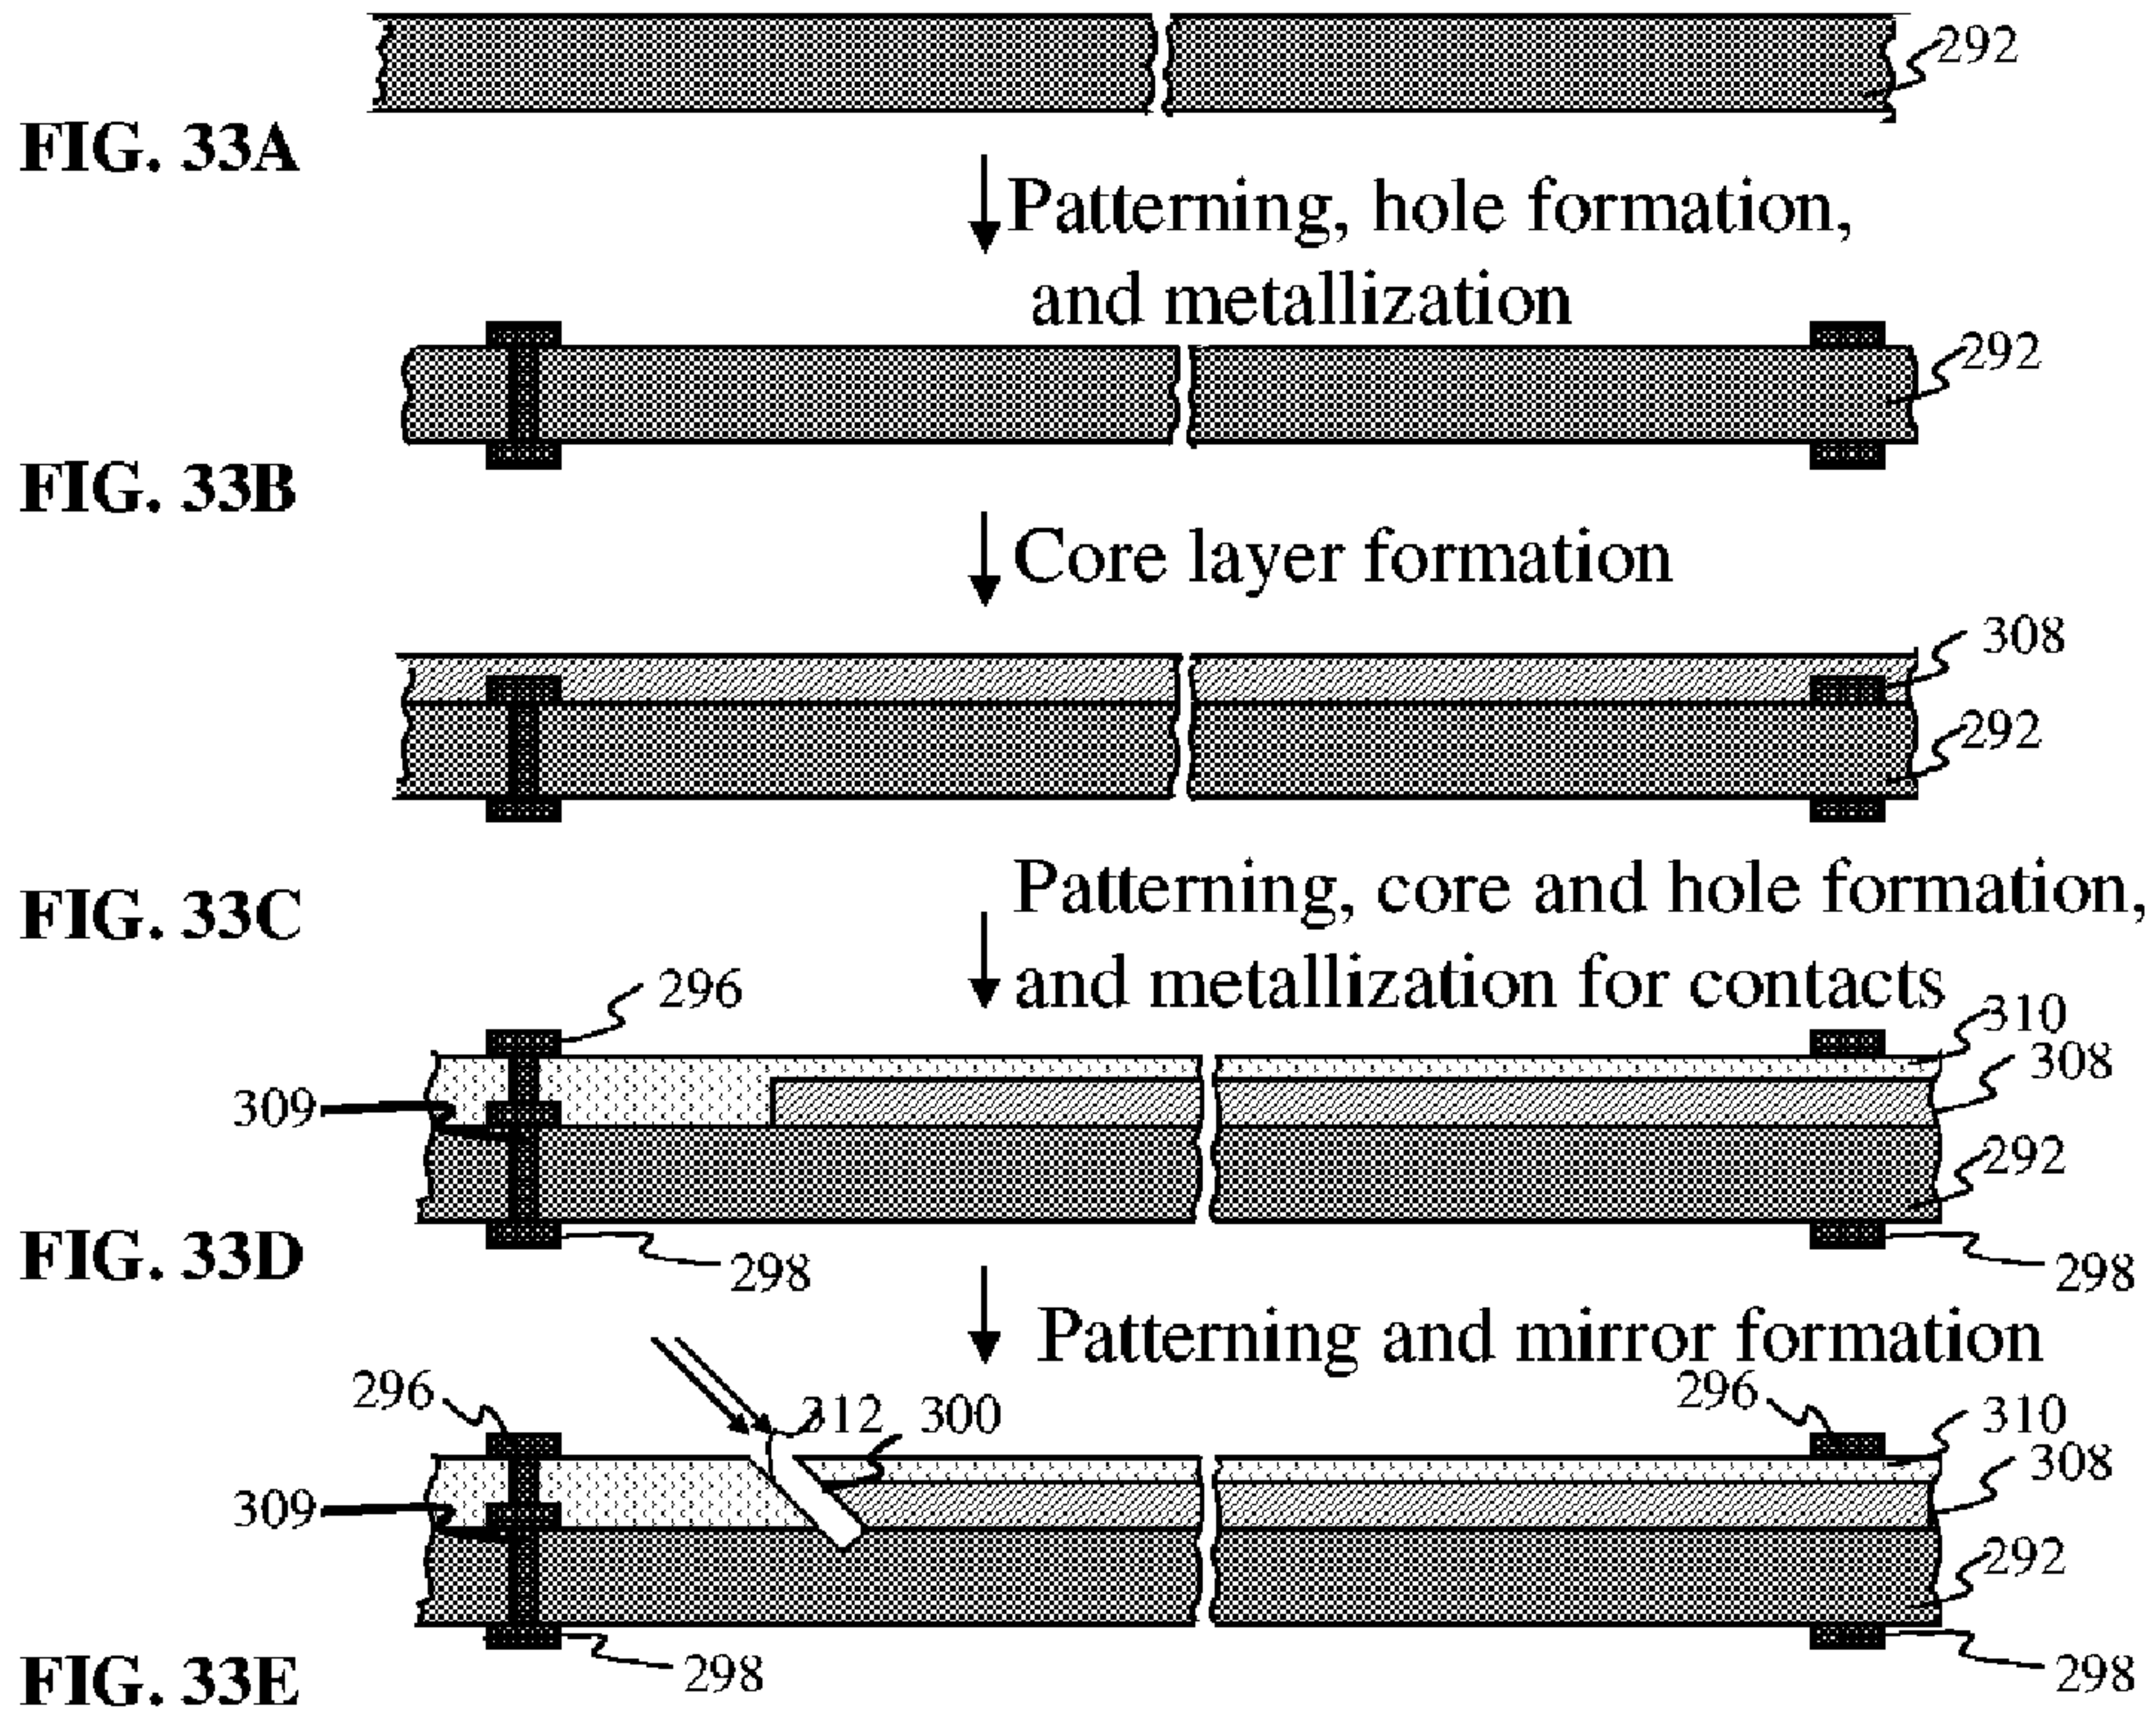 292
FIG. 33A
Patterning, hole formation,
and metallization
292
FIG. 33B
Core layer formation
308
292
FIG. 33C
Patterning, core and hole formation,
and metallization for contacts
296
310
308
309
292
FIG. 33D
298
298
Patterning and mirror formation
296
312
300
296
310
308
309
292
FIG. 33E
298
298